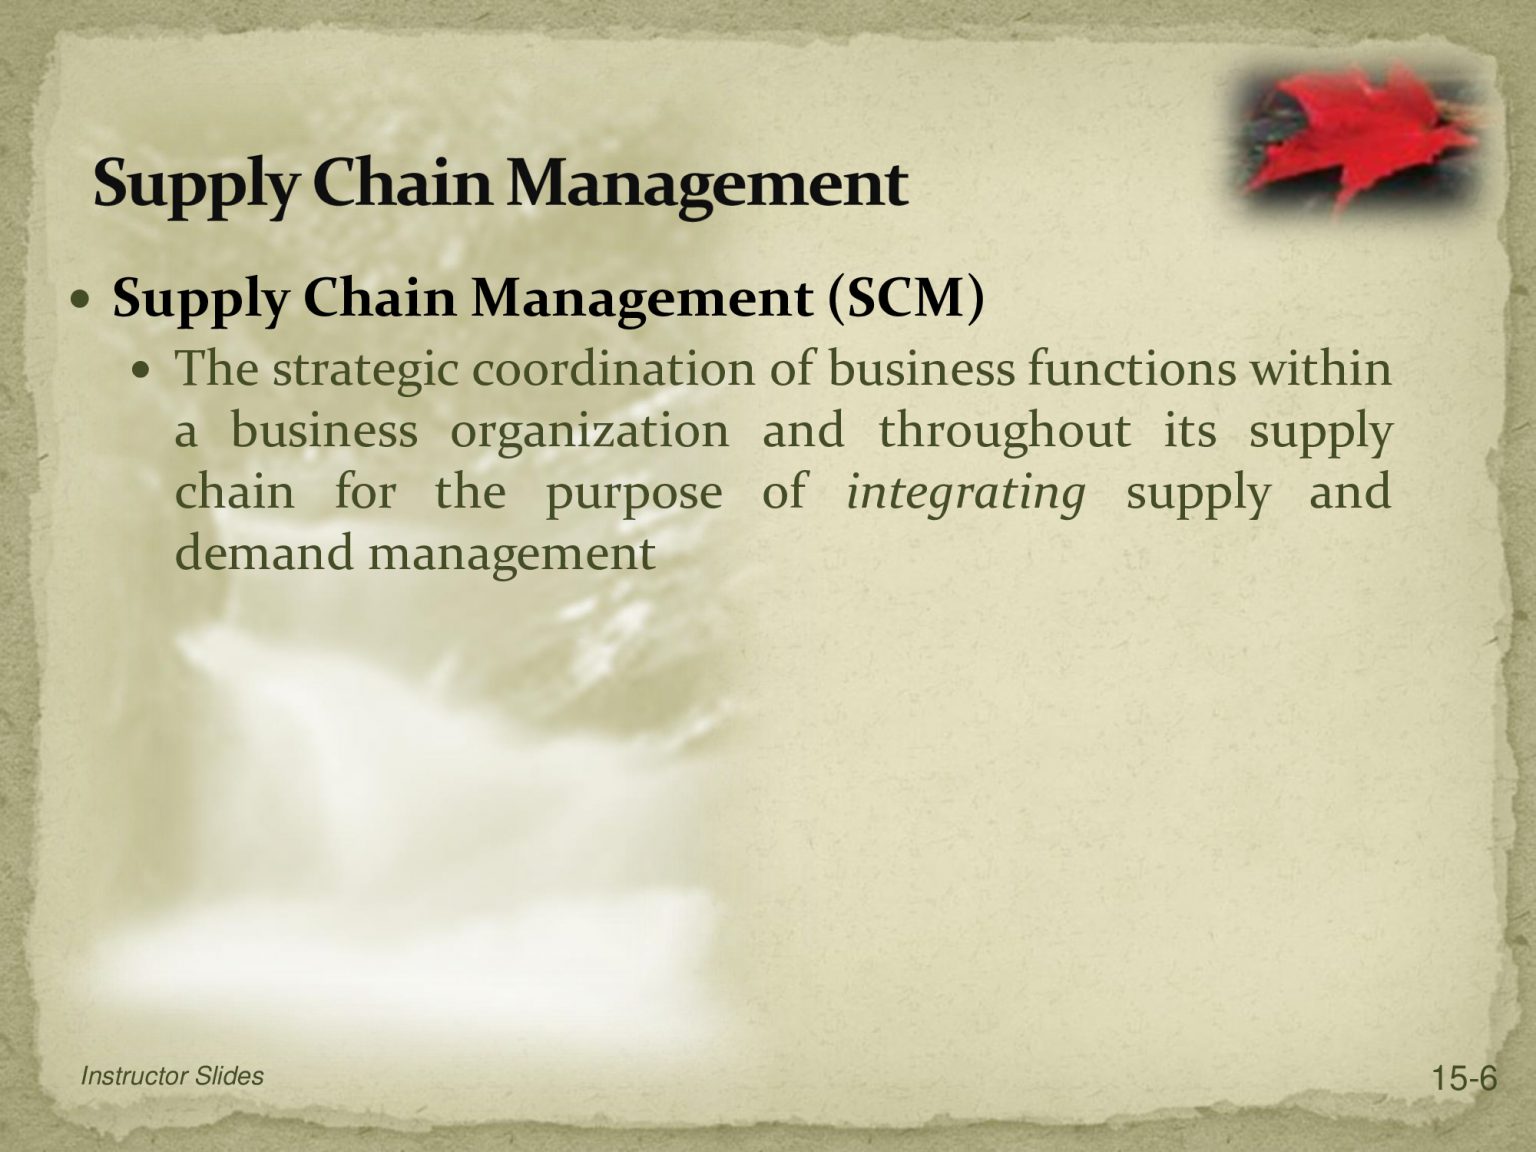 Supply Chain Management
• Supply Chain Management (SCM)
• The strategic coordination of business functions within
a business organization and throughout its supply
chain for the purpose of integrating supply and
demand management
Instructor Slides
15-6